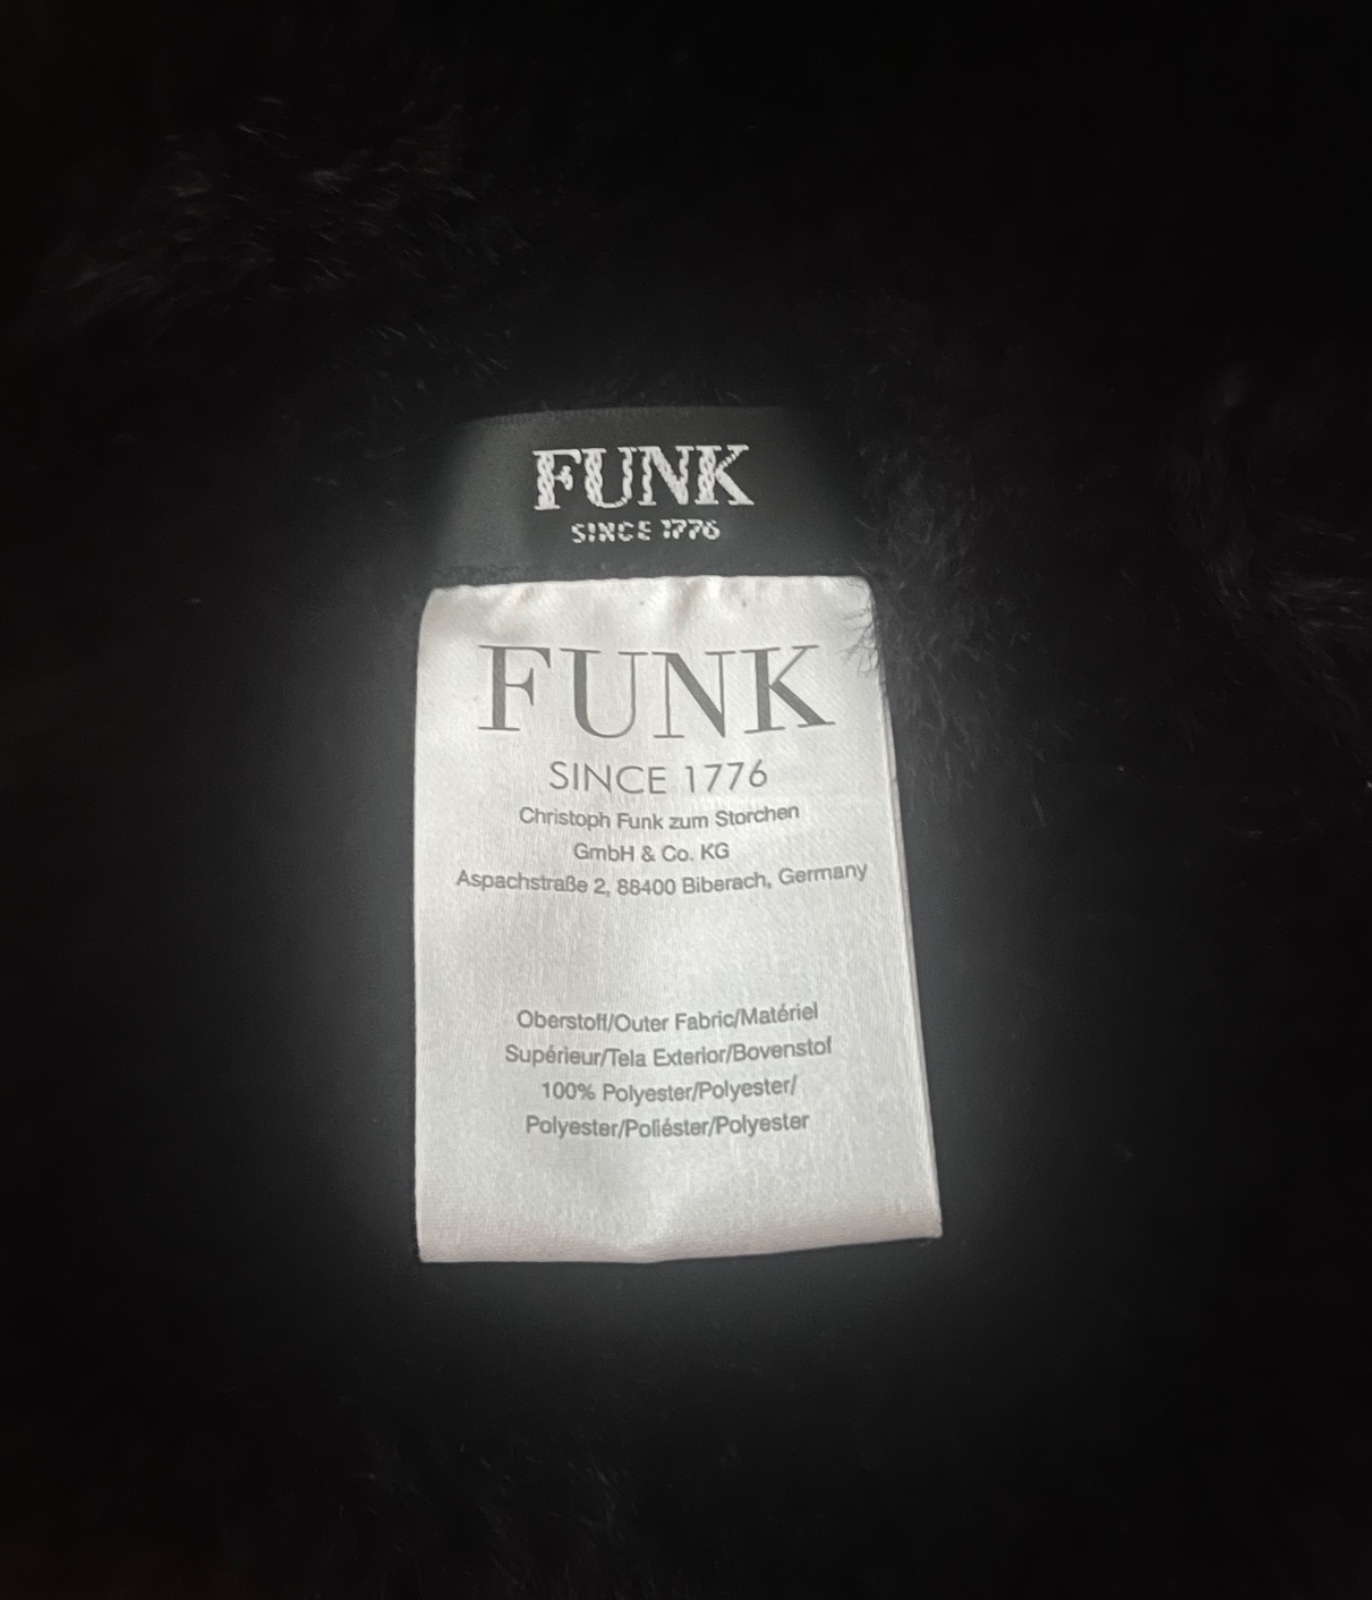 FUNK
SINCE 1776
FUNK
SINCE 1776
Christoph Funk zum Storchen
GmbH & Co. KG
Aspachstraße 2, 88400 Biberach, Germany
Oberstoff/Outer Fabric/Matériel
Supérieur/Tela Exterior/Bovenstof
100% Polyester/Polyester/
Polyester/Poliéster/Polyester